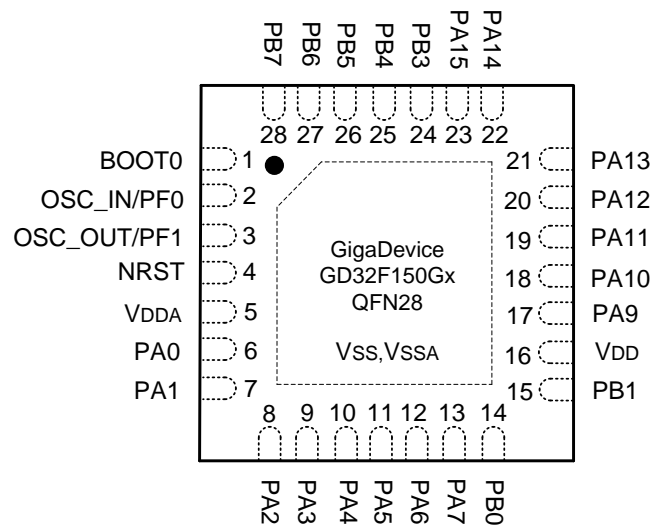 PB7 PB6 PB5 PB4 PB3 PA15 PA14
28 27 26 25 24 23 22
BOOT0 1 21 PA13
OSC_IN/PF0 2 20 PA12
OSC_OUT/PF1 3 19 PA11
NRST 4 18 PA10
VDDA 5 17 PA9
PA0 6 16 VDD
PA1 7 15 PB1
GigaDevice
GD32F150Gx
QFN28
VSS,VSSA
8 9 10 11 12 13 14
PA2 PA3 PA4 PA5 PA6 PA7 PB0